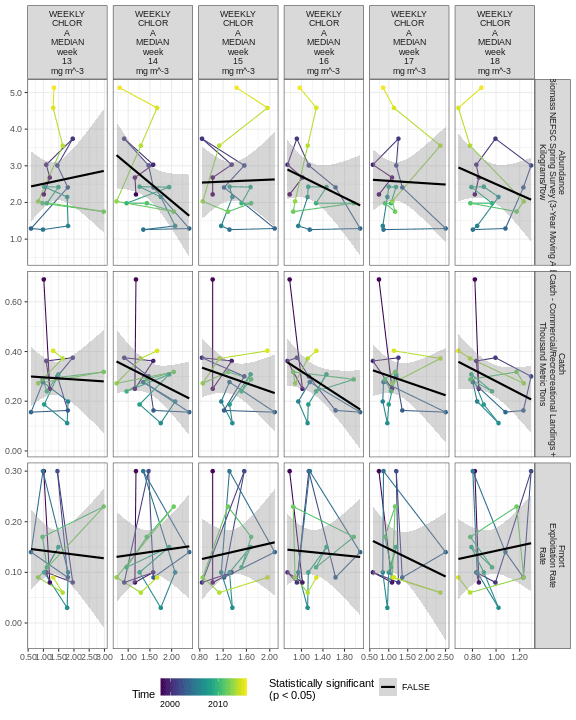 WEEKLY CHLOR A MEDIAN week 13 mg m^-3
WEEKLY CHLOR A MEDIAN week 14 mg m^-3
WEEKLY CHLOR A MEDIAN week 15 mg m^-3
WEEKLY CHLOR A MEDIAN week 16 mg m^-3
WEEKLY CHLOR A MEDIAN week 17 mg m^-3
WEEKLY CHLOR A MEDIAN week 18 mg m^-3
5.0
4.0
3.0
2.0
1.0
Abundance
Biomass NEFSC Spring Survey (3-Year Moving A
Kilograms/Tow
0.60
0.40
0.20
0.00
Catch
Catch - Commercial/Recreational Landings +
Thousand Metric Tons
0.30
0.20
0.10
0.00
Fmort
Exploitation Rate
Rate
0.50 1.00 1.50 2.00 2.50 3.00
1.00 1.50 2.00
0.80 1.20 1.60 2.00
1.00 1.40 1.80
0.50 1.00 1.50 2.00 2.50
0.80 1.00 1.20
Time
2000 2010
Statistically significant
(p < 0.05)
FALSE